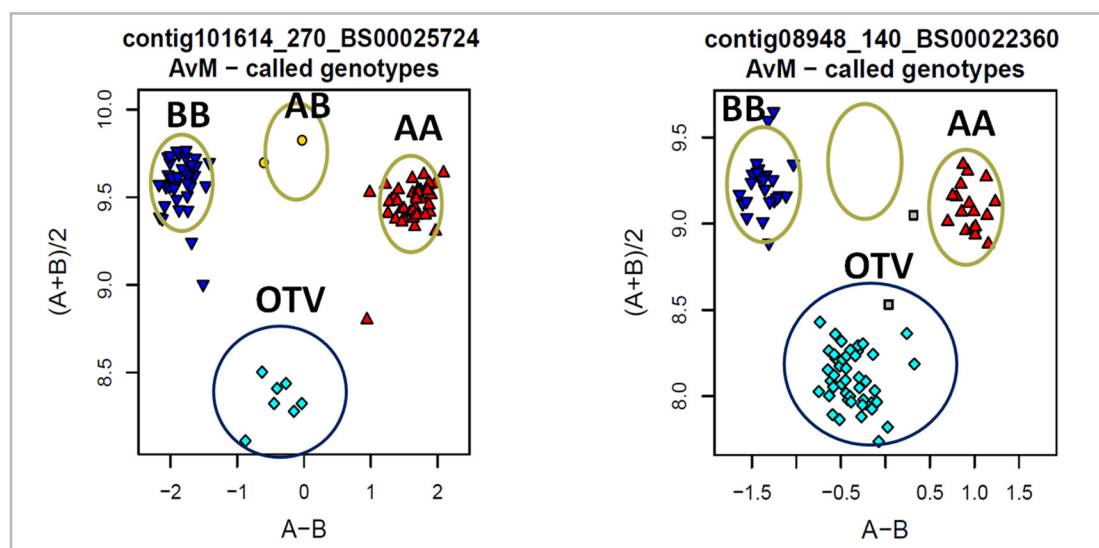 contig101614_270_BS00025724
AvM − called genotypes
BB
AB
AA
OTV
(A+B)/2
10.0
9.5
9.0
8.5
−2
−1
0
1
2
A−B
contig08948_140_BS00022360
AvM − called genotypes
BB
AA
OTV
(A+B)/2
9.5
9.0
8.5
8.0
−1.5
−0.5
0.5
1.0
1.5
A−B